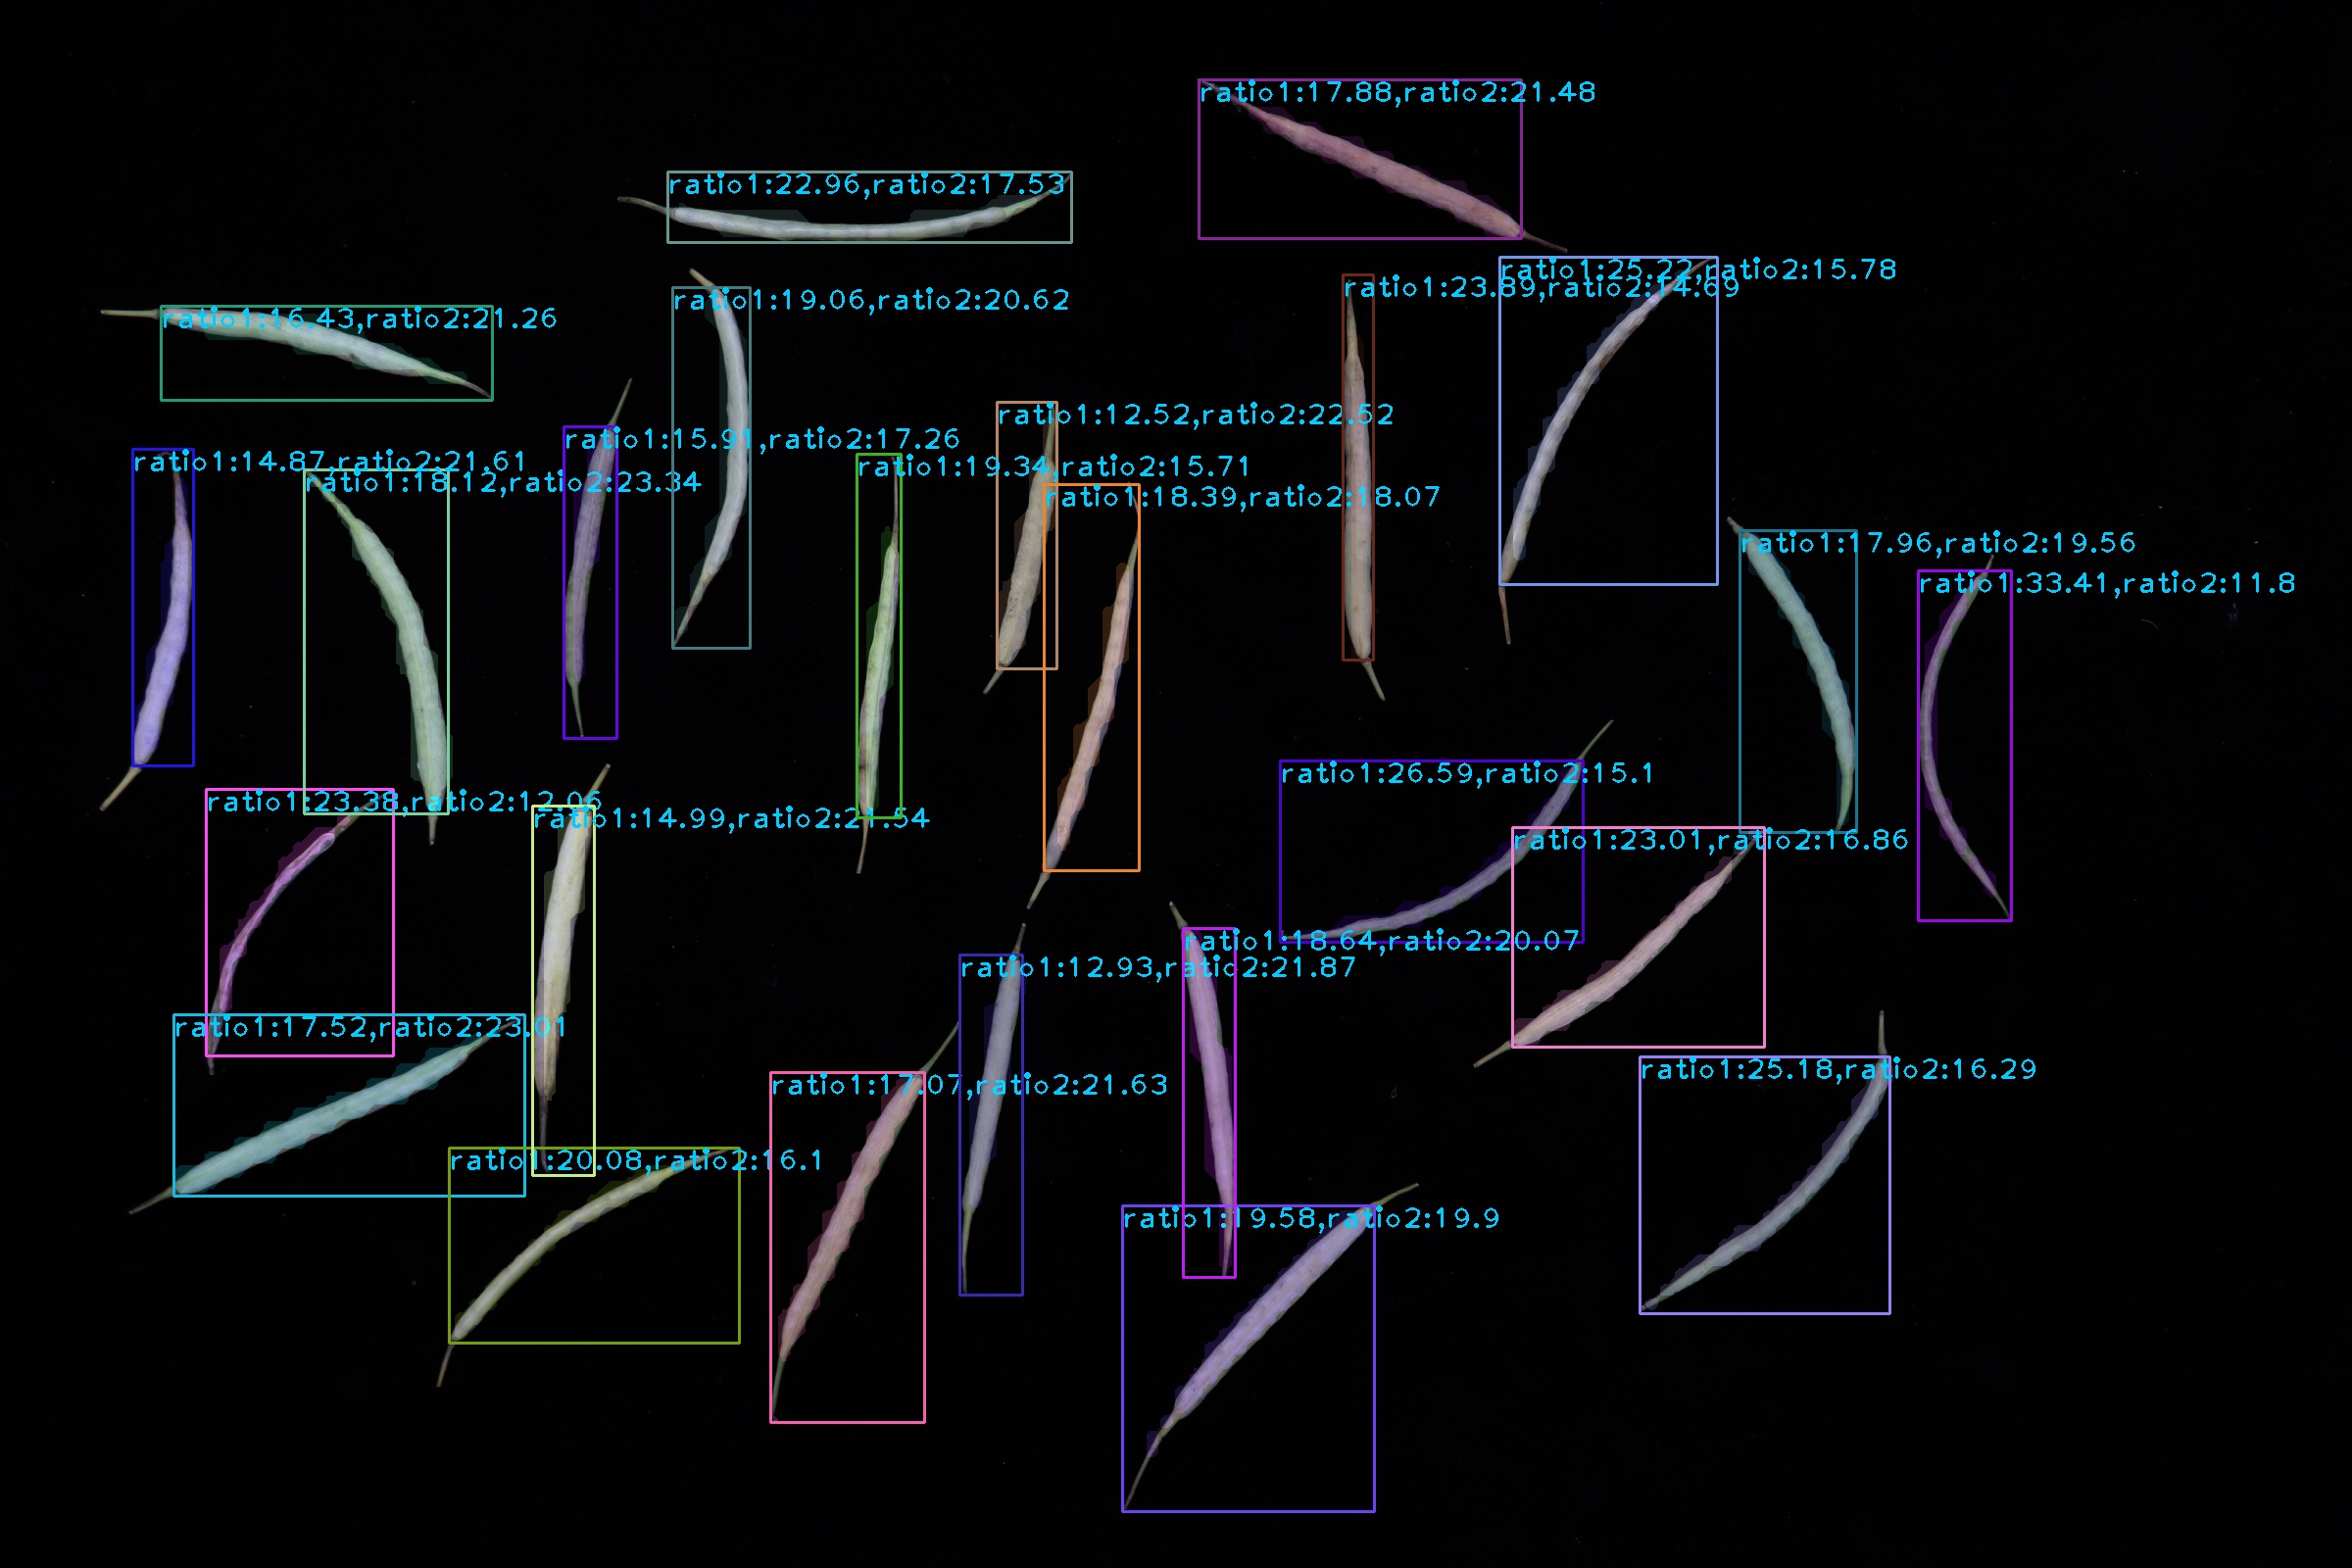 ratio1:17.88,ratio2:21.48
ratio1:22.96,ratio2:17.53
ratio1:25.22,ratio2:15.78
ratio1:23.89,ratio2:14.69
ratio1:19.06,ratio2:20.62
ratio1:16.43,ratio2:21.26
ratio1:12.52,ratio2:22.52
ratio1:15.91,ratio2:17.26
ratio1:14.87,ratio2:21.61
ratio1:19.34,ratio2:15.71
ratio1:18.12,ratio2:23.34
ratio1:18.39,ratio2:18.07
ratio1:17.96,ratio2:19.56
ratio1:33.41,ratio2:11.8
ratio1:26.59,ratio2:15.1
ratio1:23.38,ratio2:12.06
ratio1:14.99,ratio2:21.54
ratio1:23.01,ratio2:16.86
ratio1:18.64,ratio2:20.07
ratio1:12.93,ratio2:21.87
ratio1:17.52,ratio2:23.01
ratio1:25.18,ratio2:16.29
ratio1:17.07,ratio2:21.63
ratio1:20.08,ratio2:16.1
ratio1:19.58,ratio2:19.9